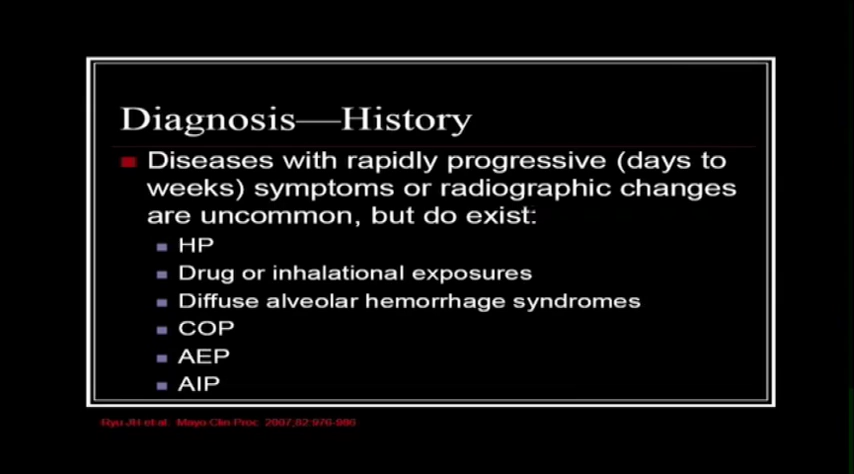 Diagnosis—History
Diseases with rapidly progressive (days to
weeks) symptoms or radiographic changes
are uncommon, but do exist:
HP
Drug or inhalational exposures
Diffuse alveolar hemorrhage syndromes
COP
AEP
AIP
Ryu JH et al. Mayo Clin Proc 2007;82:976-986